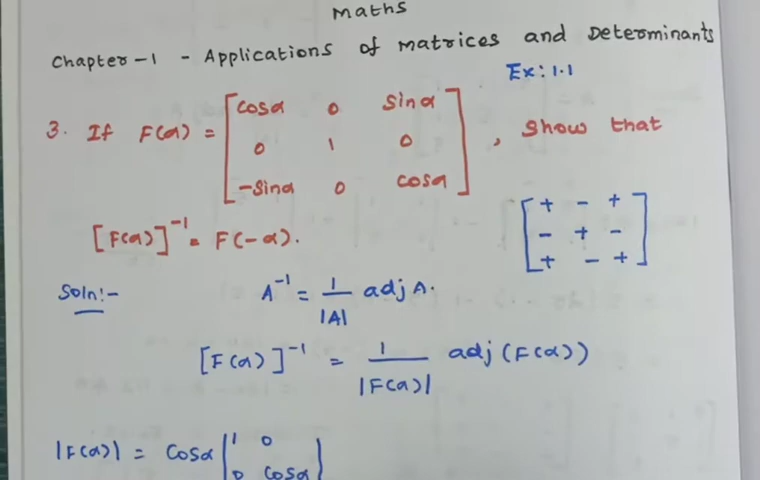 Maths
Chapter-1 - Applications of Matrices and Determinants
Ex: 1.1
3. If F(α) = [cosα 0 sinα
0 1 0
-sinα 0 cosα], show that
[F(α)]⁻¹ = F(-α).
[+ - +
- + -
+ - +]
Soln:- A⁻¹ = 1/|A| adj A.
[F(α)]⁻¹ = 1/|F(α)| adj (F(α))
|F(α)| = cosα |1 0
0 cosα|